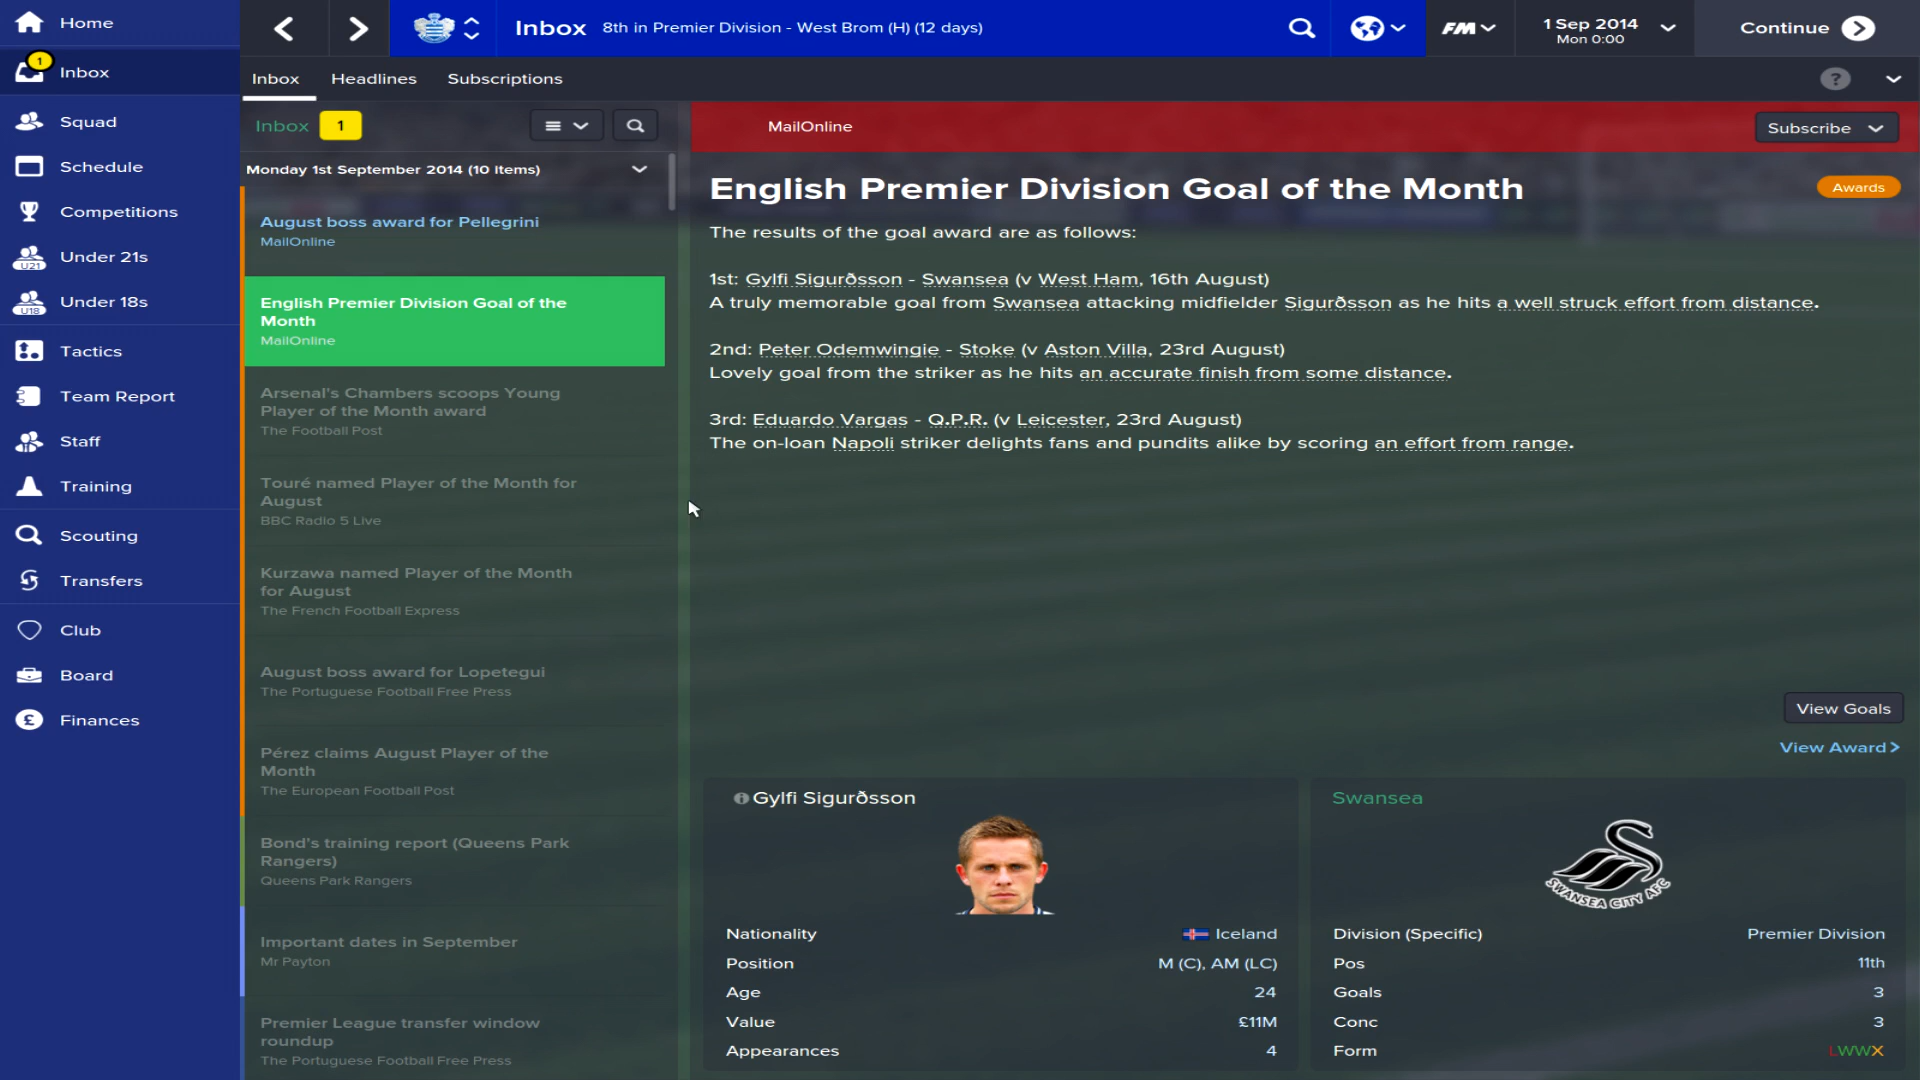 Home
1
Inbox
Squad
Schedule
Competitions
U21
Under 21s
U18
Under 18s
Tactics
Team Report
Staff
Training
Scouting
Transfers
Club
Board
£
Finances
Inbox
8th in Premier Division - West Brom (H) (12 days)
FM
1 Sep 2014
Mon 0:00
Continue
Inbox
Headlines
Subscriptions
?
Inbox
1
Monday 1st September 2014 (10 items)
August boss award for Pellegrini
MailOnline
English Premier Division Goal of the
Month
MailOnline
Arsenal's Chambers scoops Young
Player of the Month award
The Football Post
Touré named Player of the Month for
August
BBC Radio 5 Live
Kurzawa named Player of the Month
for August
The French Football Express
August boss award for Lopetegui
The Portuguese Football Free Press
Pérez claims August Player of the
Month
The European Football Post
Bond's training report (Queens Park
Rangers)
Queens Park Rangers
Important dates in September
Mr Payton
Premier League transfer window
roundup
The Portuguese Football Free Press
MailOnline
Subscribe
English Premier Division Goal of the Month
Awards
The results of the goal award are as follows:
1st: Gylfi Sigurðsson - Swansea (v West Ham, 16th August)
A truly memorable goal from Swansea attacking midfielder Sigurðsson as he hits a well struck effort from distance.
2nd: Peter Odemwingie - Stoke (v Aston Villa, 23rd August)
Lovely goal from the striker as he hits an accurate finish from some distance.
3rd: Eduardo Vargas - Q.P.R. (v Leicester, 23rd August)
The on-loan Napoli striker delights fans and pundits alike by scoring an effort from range.
View Goals
View Award >
Gylfi Sigurðsson
Nationality Iceland
Position M (C), AM (LC)
Age 24
Value £11M
Appearances 4
Swansea
SWANSEA CITY AFC
Division (Specific) Premier Division
Pos 11th
Goals 3
Conc 3
Form LWWX